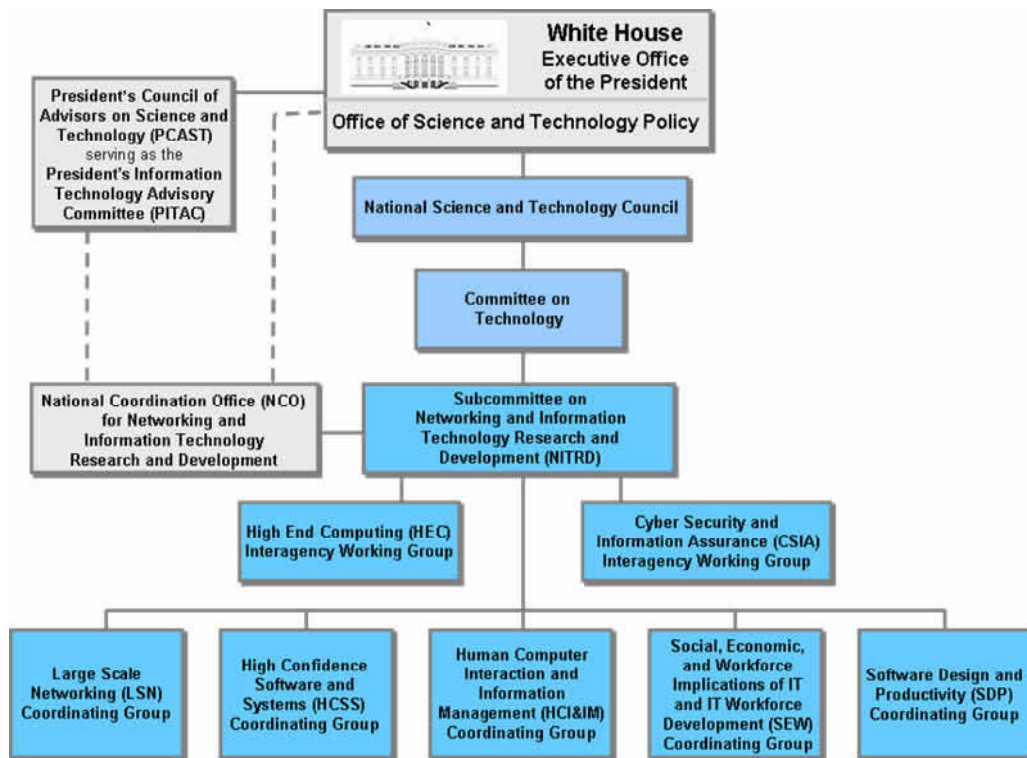 White House
Executive Office
of the President
Office of Science and Technology Policy
President's Council of
Advisors on Science and
Technology (PCAST)
serving as the
President's Information
Technology Advisory
Committee (PITAC)
National Science and Technology Council
Committee on
Technology
National Coordination Office (NCO)
for Networking and
Information Technology
Research and Development
Subcommittee on
Networking and Information
Technology Research and
Development (NITRD)
High End Computing (HEC)
Interagency Working Group
Cyber Security and
Information Assurance (CSIA)
Interagency Working Group
Large Scale
Networking (LSN)
Coordinating Group
High Confidence
Software and
Systems (HCSS)
Coordinating Group
Human Computer
Interaction and
Information
Management (HCI&IM)
Coordinating Group
Social, Economic,
and Workforce
Implications of IT
and IT Workforce
Development (SEW)
Coordinating Group
Software Design and
Productivity (SDP)
Coordinating Group